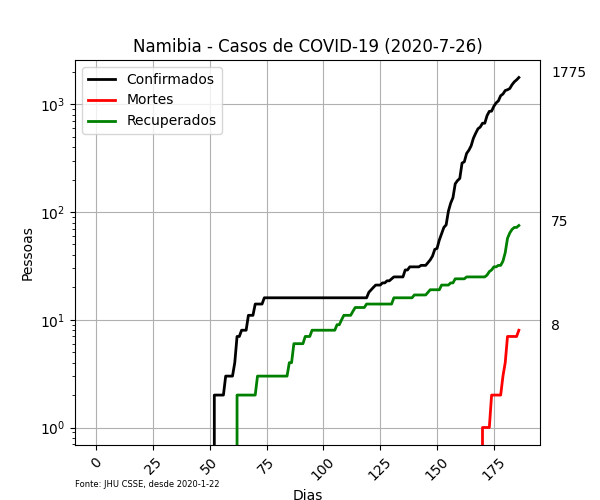 Namibia - Casos de COVID-19 (2020-7-26)
Confirmados
Mortes
Recuperados
1775
75
8
10³
10²
10¹
10⁰
Pessoas
0
25
50
75
100
125
150
175
Dias
Fonte: JHU CSSE, desde 2020-1-22